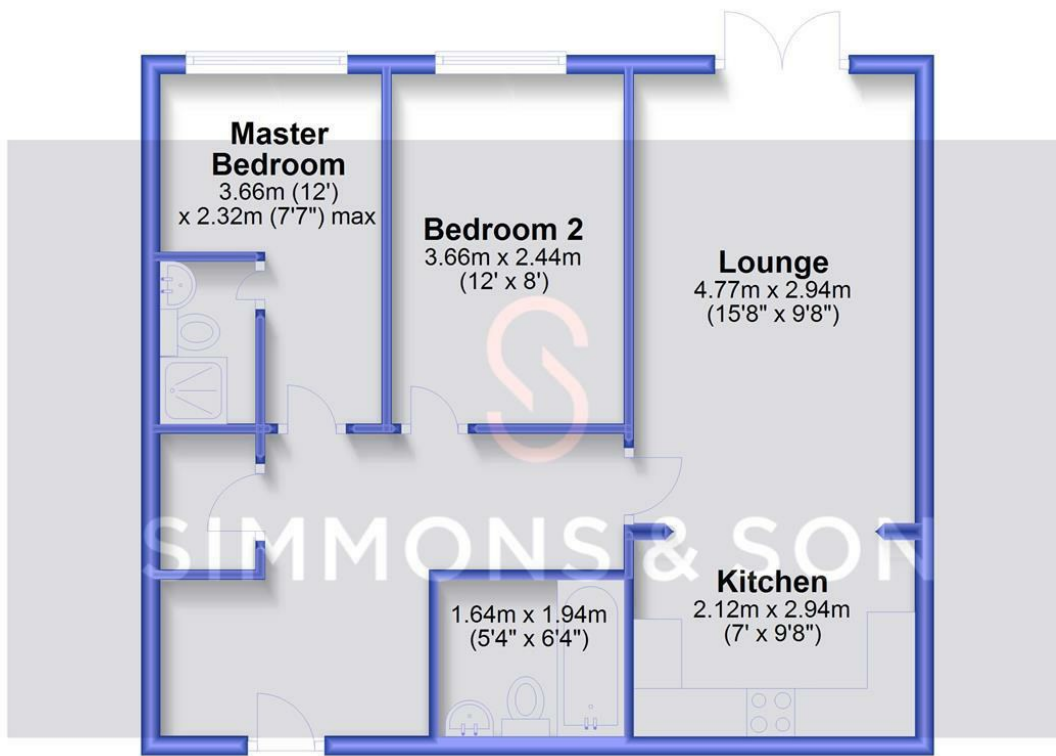 Master
Bedroom
3.66m (12')
x 2.32m (7'7") max
Bedroom 2
3.66m x 2.44m
(12' x 8')
Lounge
4.77m x 2.94m
(15'8" x 9'8")
SIMMONS & SON
Kitchen
2.12m x 2.94m
(7' x 9'8")
1.64m x 1.94m
(5'4" x 6'4")